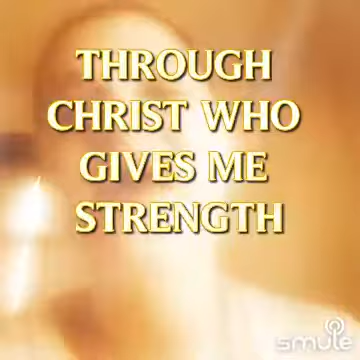 THROUGH
CHRIST WHO
GIVES ME
STRENGTH
smule